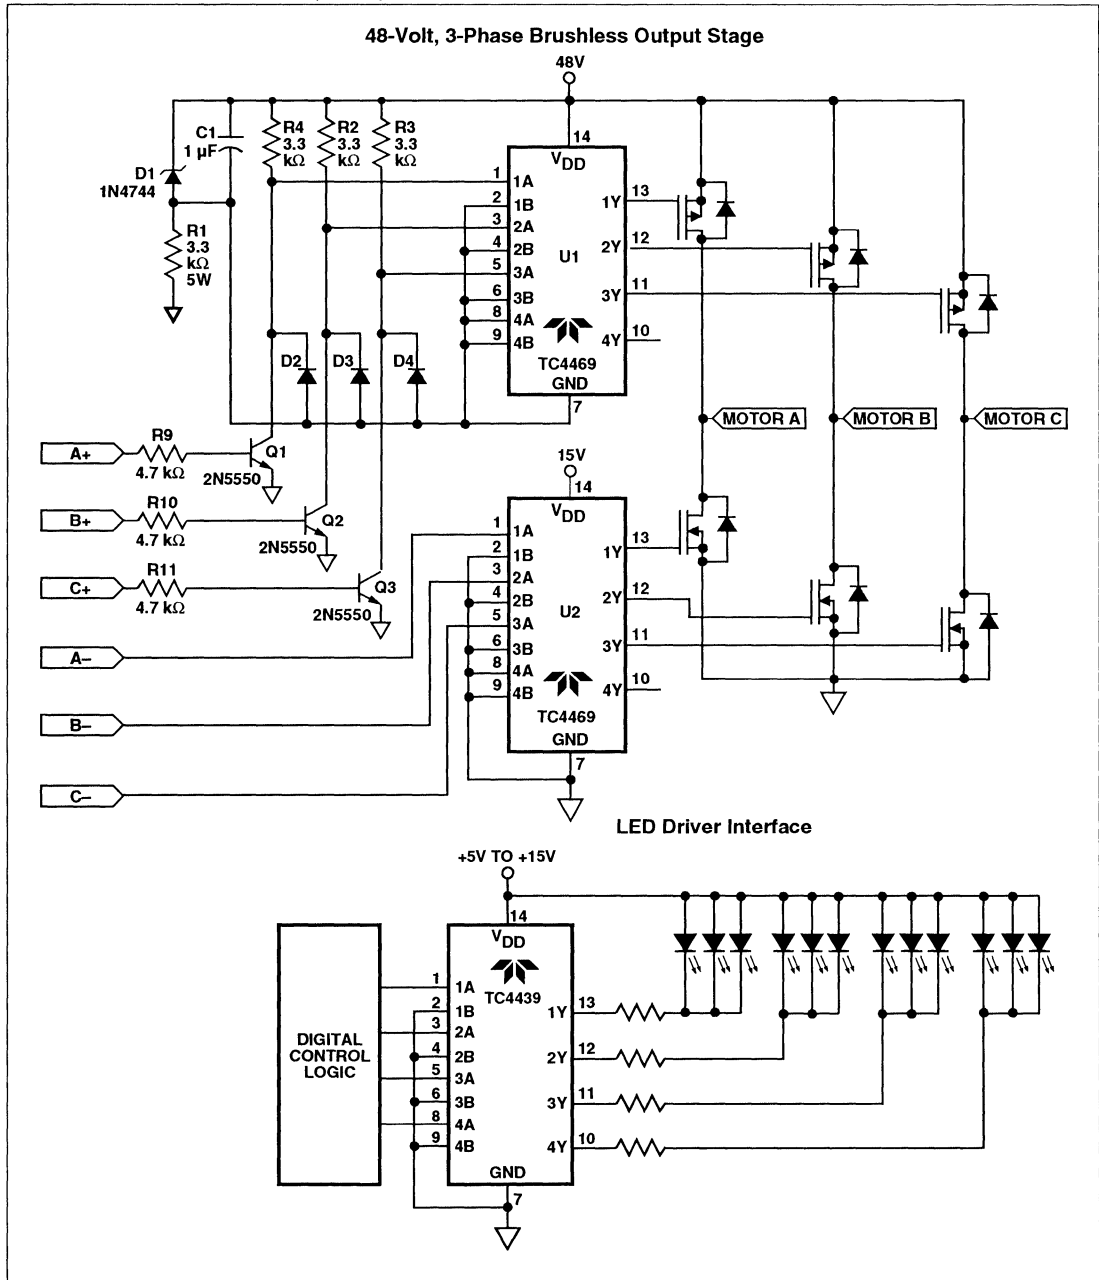 48-Volt, 3-Phase Brushless Output Stage
48V
14
VDD
R4
3.3
kΩ
R2
3.3
kΩ
R3
3.3
kΩ
C1
1 µF
D1
1N4744
R1
3.3
kΩ
5W
1
1A
2
1B
3
2A
4
2B
5
3A
6
3B
8
4A
9
4B
U1
TC4469
GND
7
1Y
13
2Y
12
3Y
11
4Y
10
D2
D3
D4
MOTOR A
MOTOR B
MOTOR C
A+
R9
4.7 kΩ
Q1
2N5550
B+
R10
4.7 kΩ
Q2
2N5550
C+
R11
4.7 kΩ
Q3
2N5550
A–
B–
C–
15V
14
VDD
1
1A
2
1B
3
2A
4
2B
5
3A
6
3B
8
4A
9
4B
U2
TC4469
GND
7
1Y
13
2Y
12
3Y
11
4Y
10
LED Driver Interface
+5V TO +15V
14
VDD
TC4439
DIGITAL
CONTROL
LOGIC
1
1A
2
1B
3
2A
4
2B
5
3A
6
3B
8
4A
9
4B
1Y
13
2Y
12
3Y
11
4Y
10
GND
7